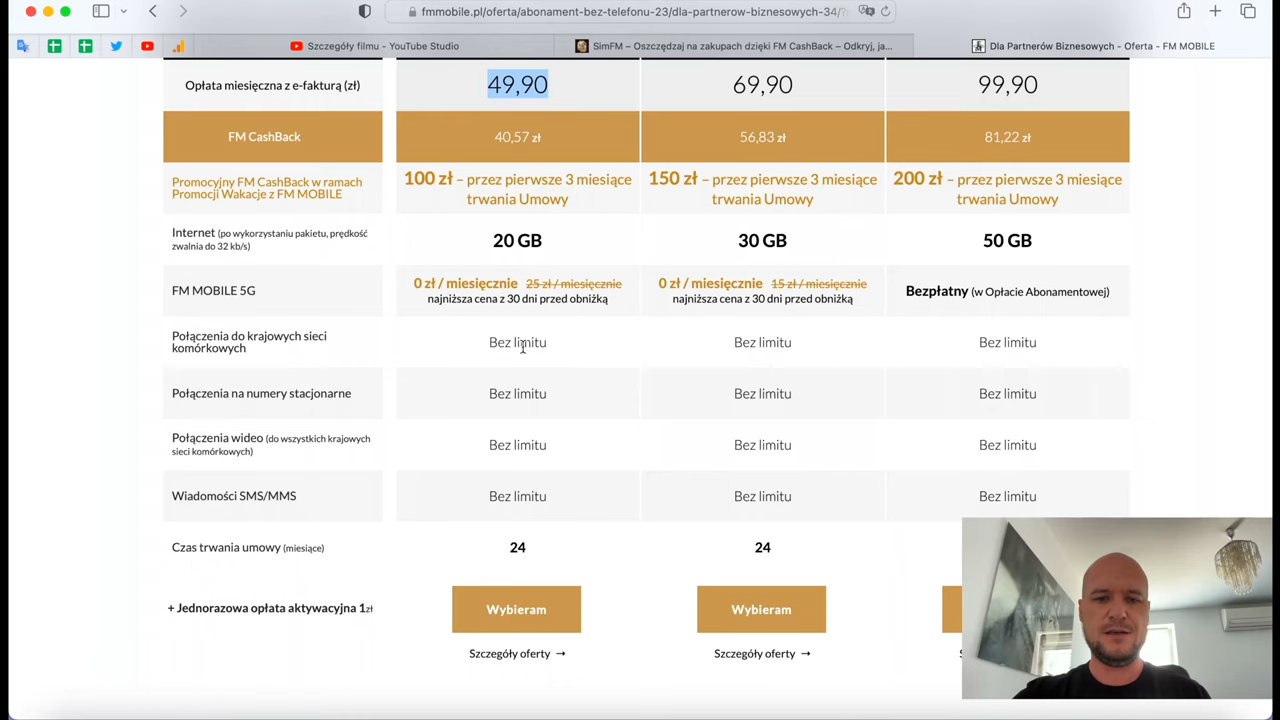 fmmobile.pl/oferta/abonament-bez-telefonu-23/dla-partnerow-biznesowych-34/?
Szczegóły filmu - YouTube Studio
SimFM – Oszczędzaj na zakupach dzięki FM CashBack – Odkryj, ja...
Dla Partnerów Biznesowych - Oferta - FM MOBILE
Opłata miesięczna z e-fakturą (zł)
49,90
69,90
99,90
FM CashBack
40,57 zł
56,83 zł
81,22 zł
Promocyjny FM CashBack w ramach
Promocji Wakacje z FM MOBILE
100 zł – przez pierwsze 3 miesiące
trwania Umowy
150 zł – przez pierwsze 3 miesiące
trwania Umowy
200 zł – przez pierwsze 3 miesiące
trwania Umowy
Internet (po wykorzystaniu pakietu, prędkość
zwalnia do 32 kb/s)
20 GB
30 GB
50 GB
FM MOBILE 5G
0 zł / miesięcznie 25 zł / miesięcznie
najniższa cena z 30 dni przed obniżką
0 zł / miesięcznie 15 zł / miesięcznie
najniższa cena z 30 dni przed obniżką
Bezpłatny (w Opłacie Abonamentowej)
Połączenia do krajowych sieci
komórkowych
Bez limitu
Bez limitu
Bez limitu
Połączenia na numery stacjonarne
Bez limitu
Bez limitu
Bez limitu
Połączenia wideo (do wszystkich krajowych
sieci komórkowych)
Bez limitu
Bez limitu
Bez limitu
Wiadomości SMS/MMS
Bez limitu
Bez limitu
Bez limitu
Czas trwania umowy (miesiące)
24
24
+ Jednorazowa opłata aktywacyjna 1zł
Wybieram
Wybieram
Szczegóły oferty →
Szczegóły oferty →